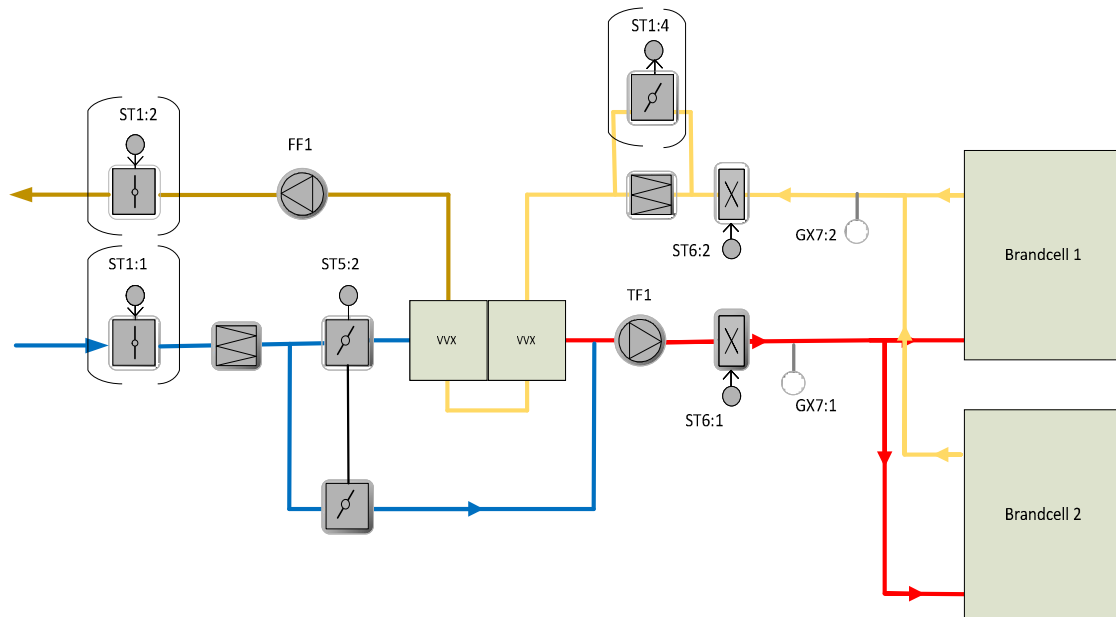 ST1:4
ST1:2
FF1
ST6:2
GX7:2
Brandcell 1
ST1:1
ST5:2
TF1
VVX
VVX
ST6:1
GX7:1
Brandcell 2